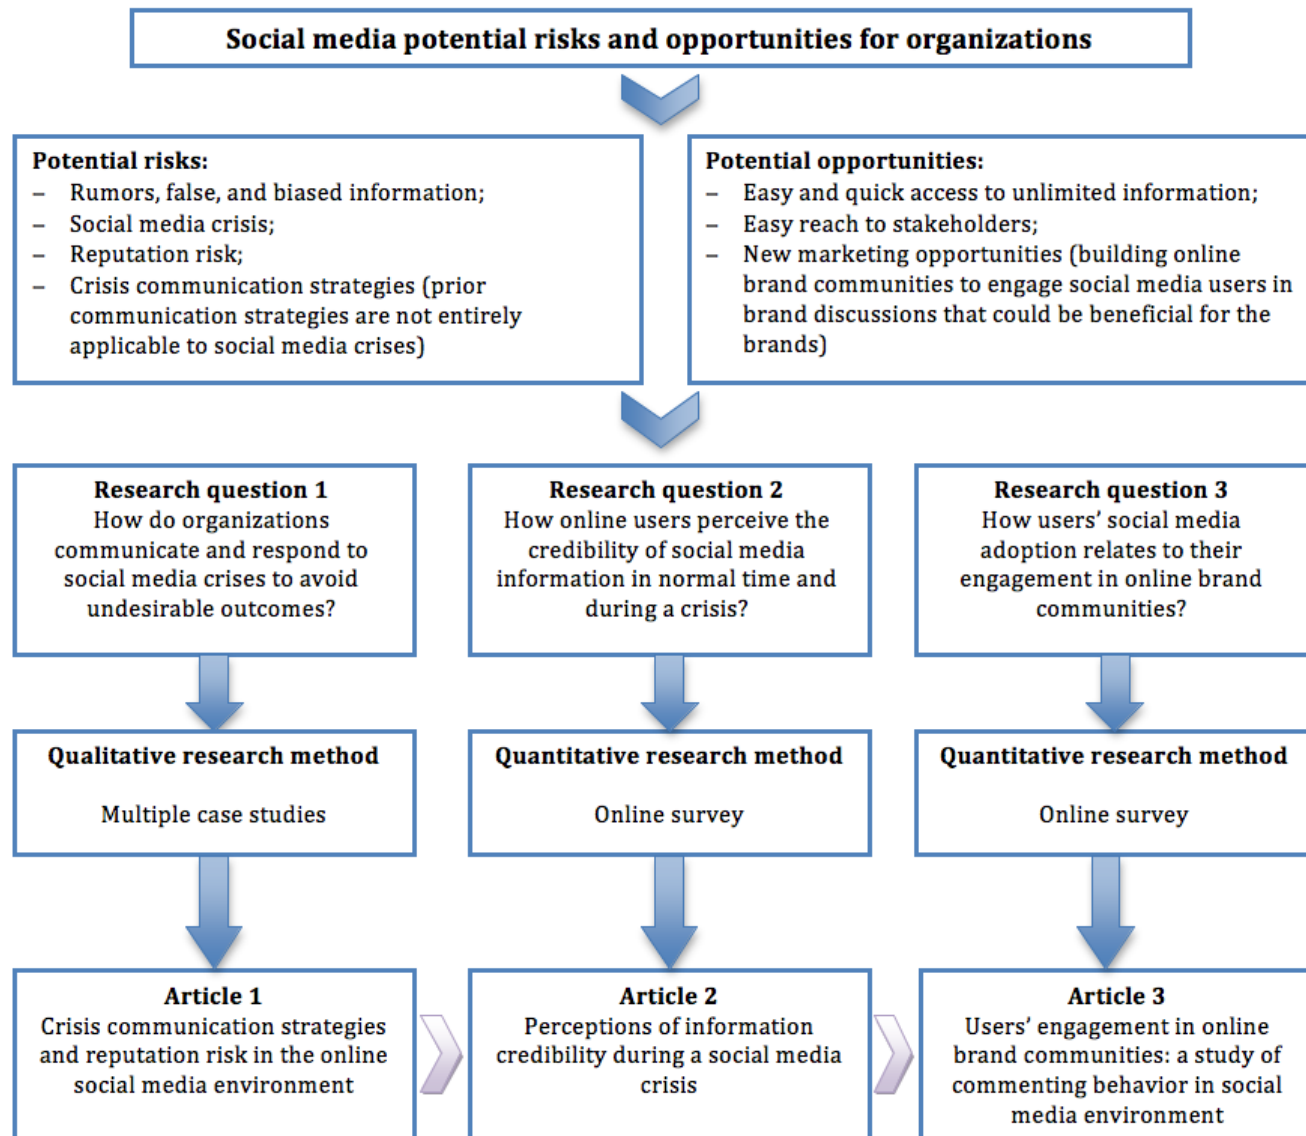 Social media potential risks and opportunities for organizations
Potential risks:
– Rumors, false, and biased information;
– Social media crisis;
– Reputation risk;
– Crisis communication strategies (prior
communication strategies are not entirely
applicable to social media crises)
Potential opportunities:
– Easy and quick access to unlimited information;
– Easy reach to stakeholders;
– New marketing opportunities (building online
brand communities to engage social media users in
brand discussions that could be beneficial for the
brands)
Research question 1
How do organizations
communicate and respond to
social media crises to avoid
undesirable outcomes?
Research question 2
How online users perceive the
credibility of social media
information in normal time and
during a crisis?
Research question 3
How users’ social media
adoption relates to their
engagement in online brand
communities?
Qualitative research method
Multiple case studies
Quantitative research method
Online survey
Quantitative research method
Online survey
Article 1
Crisis communication strategies
and reputation risk in the online
social media environment
Article 2
Perceptions of information
credibility during a social media
crisis
Article 3
Users’ engagement in online
brand communities: a study of
commenting behavior in social
media environment